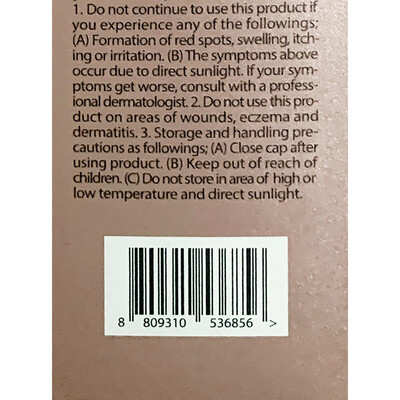 1. Do not continue to use this product if
you experience any of the followings;
(A) Formation of red spots, swelling, itch-
ing or irritation. (B) The symptoms above
occur due to direct sunlight. If your sym-
ptoms get worse, consult with a profess-
ional dermatologist. 2. Do not use this pro-
duct on areas of wounds, eczema and
dermatitis. 3. Storage and handling pre-
cautions as followings; (A) Close cap after
using product. (B) Keep out of reach of
children. (C) Do not store in area of high or
low temperature and direct sunlight.
8 809310 536856 >